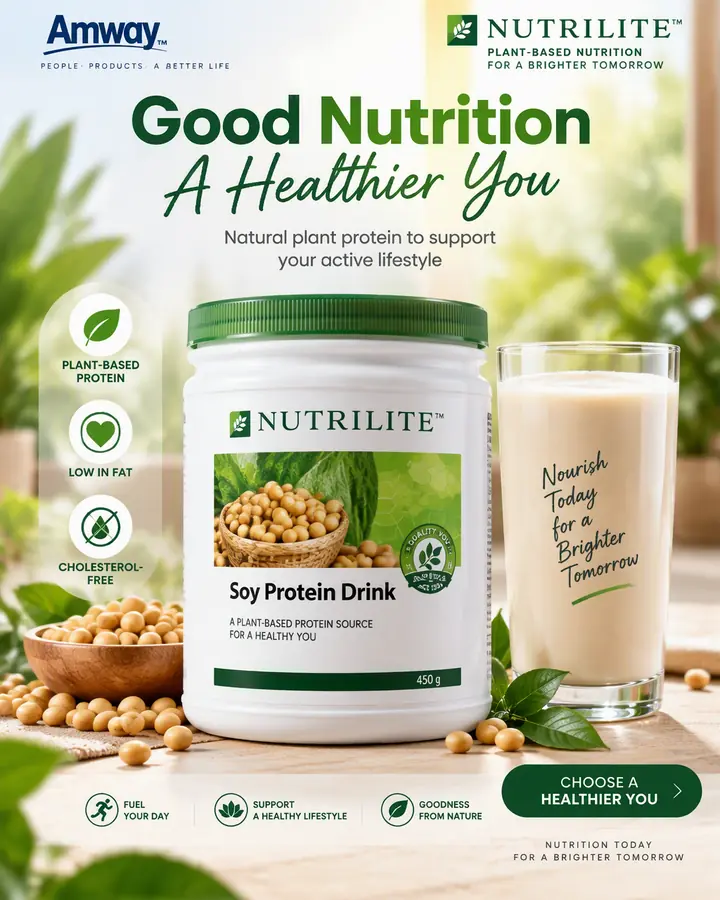 Amway™
PEOPLE · PRODUCTS · A BETTER LIFE
NUTRILITE™
PLANT-BASED NUTRITION
FOR A BRIGHTER TOMORROW
Good Nutrition
A Healthier You
Natural plant protein to support
your active lifestyle
PLANT-BASED
PROTEIN
LOW IN FAT
CHOLESTEROL-
FREE
NUTRILITE™
Soy Protein Drink
A PLANT-BASED PROTEIN SOURCE
FOR A HEALTHY YOU
450 g
Nourish
Today
for a
Brighter
Tomorrow
FUEL
YOUR DAY
SUPPORT
A HEALTHY LIFESTYLE
GOODNESS
FROM NATURE
CHOOSE A
HEALTHIER YOU
NUTRITION TODAY
FOR A BRIGHTER TOMORROW